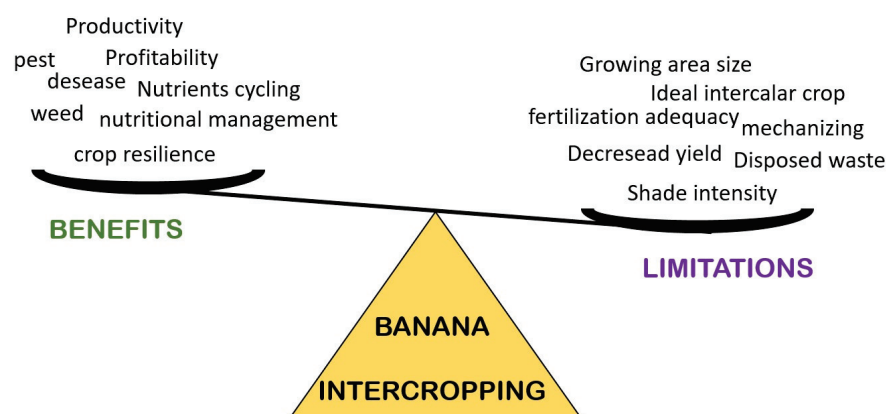 Productivity
pest
Profitability
desease
Nutrients cycling
weed
nutritional management
crop resilience
BENEFITS
Growing area size
Ideal intercalar crop
fertilization adequacy
mechanizing
Decresead yield
Disposed waste
Shade intensity
LIMITATIONS
BANANA
INTERCROPPING